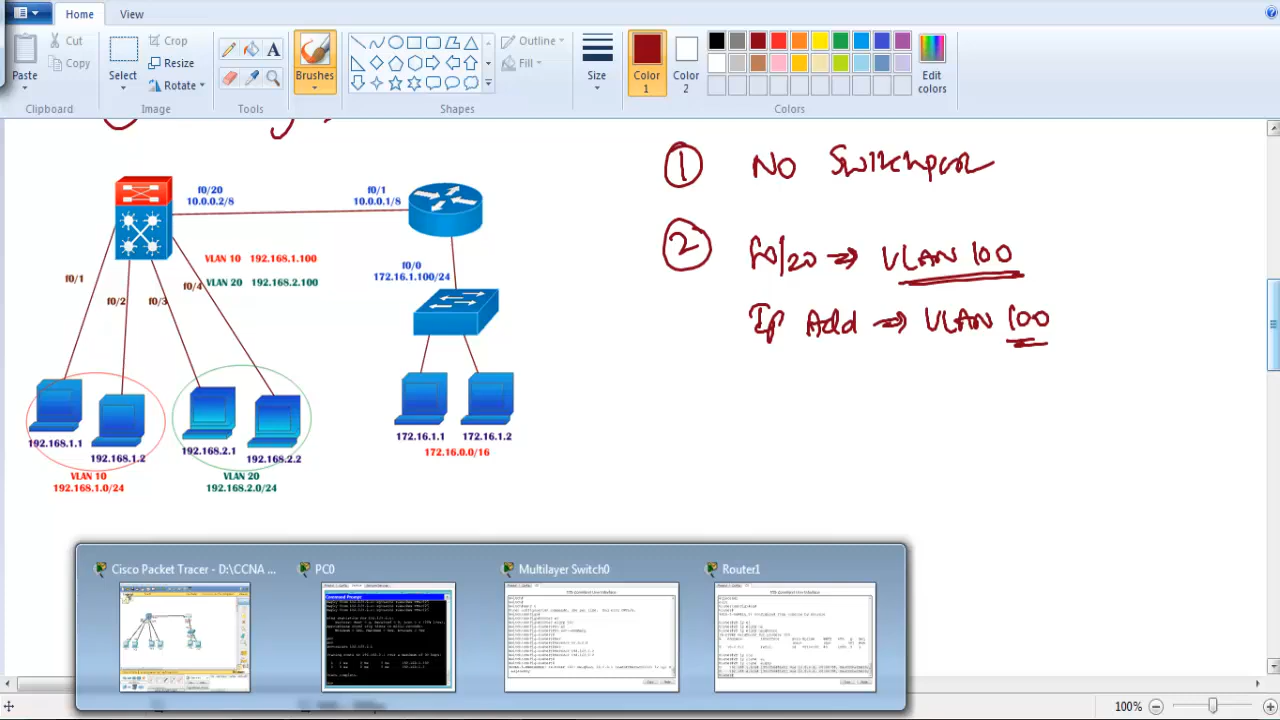 Home
View
Cut
Copy
Paste
Clipboard
Select
Crop
Resize
Rotate
Image
A
Tools
Brushes
Shapes
Outline
Fill
Size
Color 1
Color 2
Edit colors
Colors
f0/20
10.0.0.2/8
f0/1
10.0.0.1/8
VLAN 10 192.168.1.100
VLAN 20 192.168.2.100
f0/0
172.16.1.100/24
f0/1
f0/2
f0/3
f0/4
192.168.1.1
192.168.1.2
VLAN 10
192.168.1.0/24
192.168.2.1
192.168.2.2
VLAN 20
192.168.2.0/24
172.16.1.1
172.16.1.2
172.16.0.0/16
1 No Switchport
2 f0/20 ⇒ VLAN 100
Ip Add ⇒ VLAN 100
Cisco Packet Tracer - D:\CCNA ...
PC0
Multilayer Switch0
Router1
Command Prompt
100%